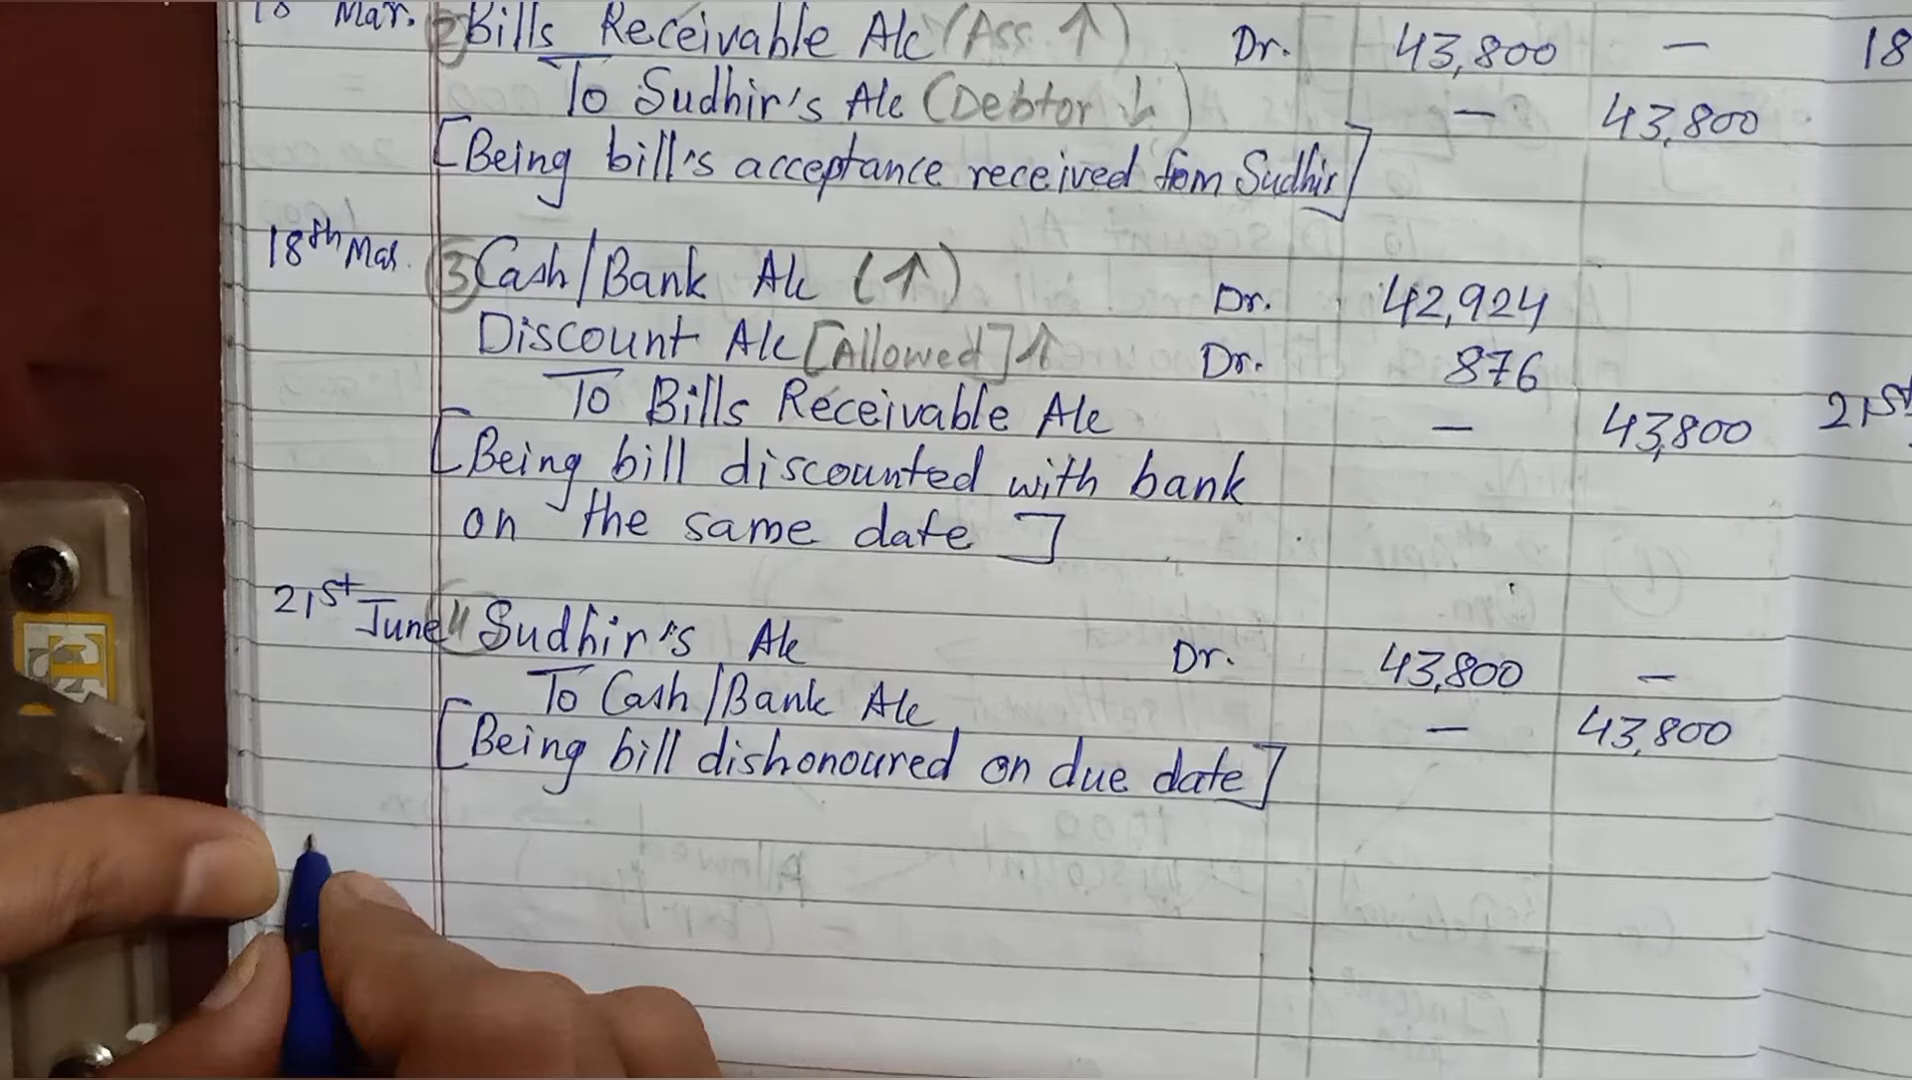 18 Mar. 2 Bills Receivable A/c (Ass. ↑) Dr. 43,800 —
To Sudhir's A/c (Debtor ↓) — 43,800
[Being bill's acceptance received fom Sudhir]
18th Mar. 3 Cash/Bank A/c (↑) Dr. 42,924
Discount A/c [Allowed] ↑ Dr. 876
To Bills Receivable A/c — 43,800
[Being bill discounted with bank
on the same date]
21st June 4 Sudhir's A/c Dr. 43,800 —
To Cash/Bank A/c — 43,800
[Being bill dishonoured on due date]
18
21st